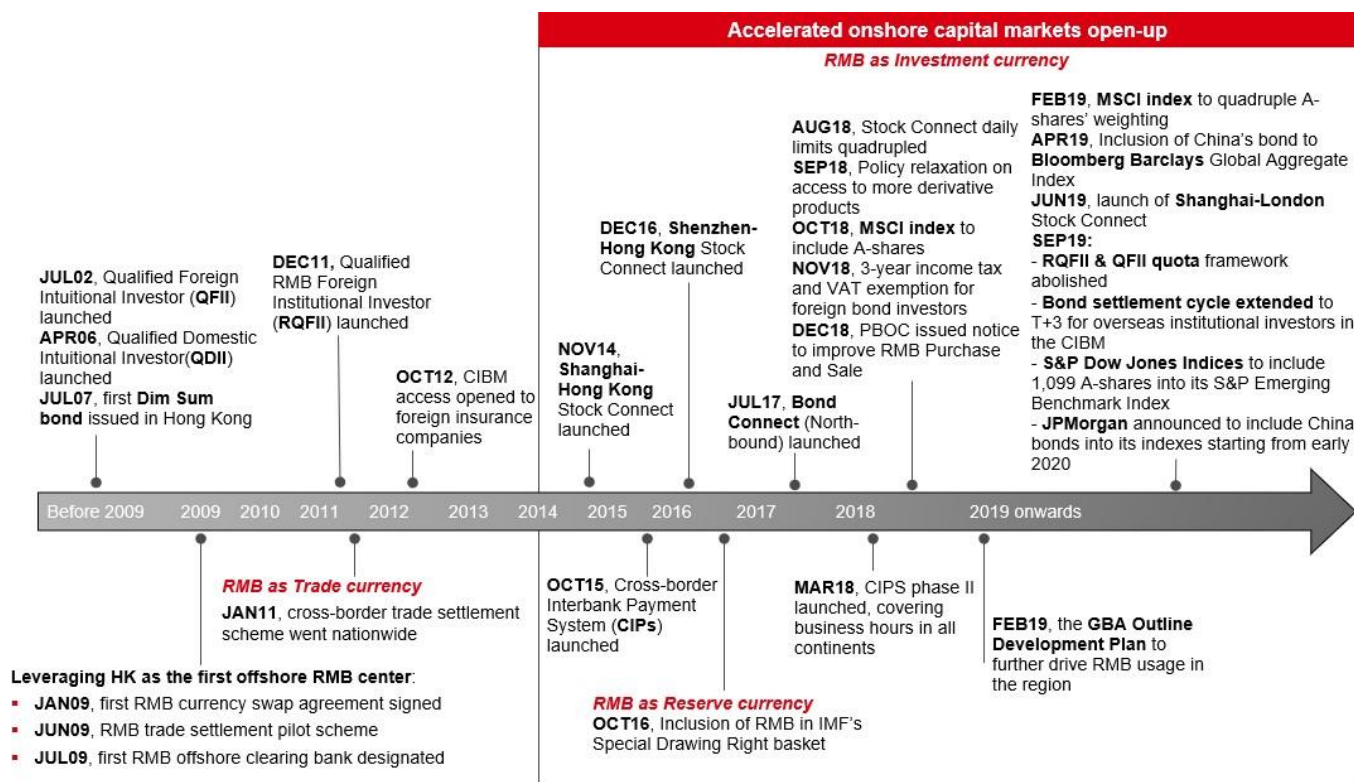 Accelerated onshore capital markets open-up
RMB as Investment currency
JUL02, Qualified Foreign
Intuitional Investor (QFII)
launched
APR06, Qualified Domestic
Intuitional Investor(QDII)
launched
JUL07, first Dim Sum
bond issued in Hong Kong
DEC11, Qualified
RMB Foreign
Institutional Investor
(RQFII) launched
OCT12, CIBM
access opened to
foreign insurance
companies
NOV14,
Shanghai-
Hong Kong
Stock Connect
launched
DEC16, Shenzhen-
Hong Kong Stock
Connect launched
JUL17, Bond
Connect (North-
bound) launched
AUG18, Stock Connect daily
limits quadrupled
SEP18, Policy relaxation on
access to more derivative
products
OCT18, MSCI index to
include A-shares
NOV18, 3-year income tax
and VAT exemption for
foreign bond investors
DEC18, PBOC issued notice
to improve RMB Purchase
and Sale
FEB19, MSCI index to quadruple A-
shares' weighting
APR19, Inclusion of China's bond to
Bloomberg Barclays Global Aggregate
Index
JUN19, launch of Shanghai-London
Stock Connect
SEP19:
- RQFII & QFII quota framework
abolished
- Bond settlement cycle extended to
T+3 for overseas institutional investors in
the CIBM
- S&P Dow Jones Indices to include
1,099 A-shares into its S&P Emerging
Benchmark Index
- JPMorgan announced to include China
bonds into its indexes starting from early
2020
Before 2009 2009 2010 2011 2012 2013 2014 2015 2016 2017 2018 2019 onwards
RMB as Trade currency
JAN11, cross-border trade settlement
scheme went nationwide
Leveraging HK as the first offshore RMB center:
▪ JAN09, first RMB currency swap agreement signed
▪ JUN09, RMB trade settlement pilot scheme
▪ JUL09, first RMB offshore clearing bank designated
OCT15, Cross-border
Interbank Payment
System (CIPs)
launched
RMB as Reserve currency
OCT16, Inclusion of RMB in IMF's
Special Drawing Right basket
MAR18, CIPS phase II
launched, covering
business hours in all
continents
FEB19, the GBA Outline
Development Plan to
further drive RMB usage in
the region